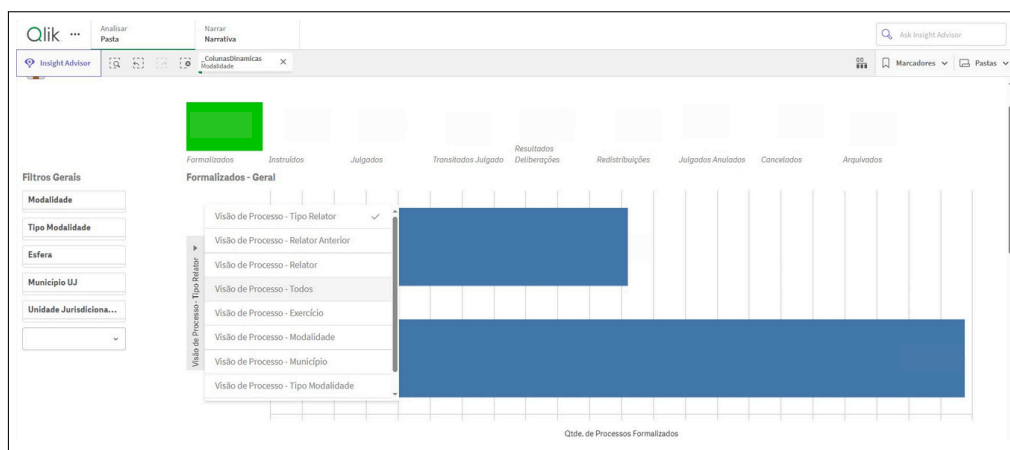 Qlik ...
Analisar
Pasta
Narrar
Narrativa
Ask Insight Advisor
Insight Advisor
_ColunasDinamicas
Modalidade
Marcadores
Pastas
Formalizados
Instruídos
Julgados
Transitados Julgado
Resultados
Deliberações
Redistribuições
Julgados Anulados
Cancelados
Arquivados
Filtros Gerais
Formalizados - Geral
Modalidade
Tipo Modalidade
Esfera
Município UJ
Unidade Jurisdiciona...
Visão de Processo - Tipo Relator
Visão de Processo - Tipo Relator
Visão de Processo - Relator Anterior
Visão de Processo - Relator
Visão de Processo - Todos
Visão de Processo - Exercício
Visão de Processo - Modalidade
Visão de Processo - Município
Visão de Processo - Tipo Modalidade
Qtde. de Processos Formalizados